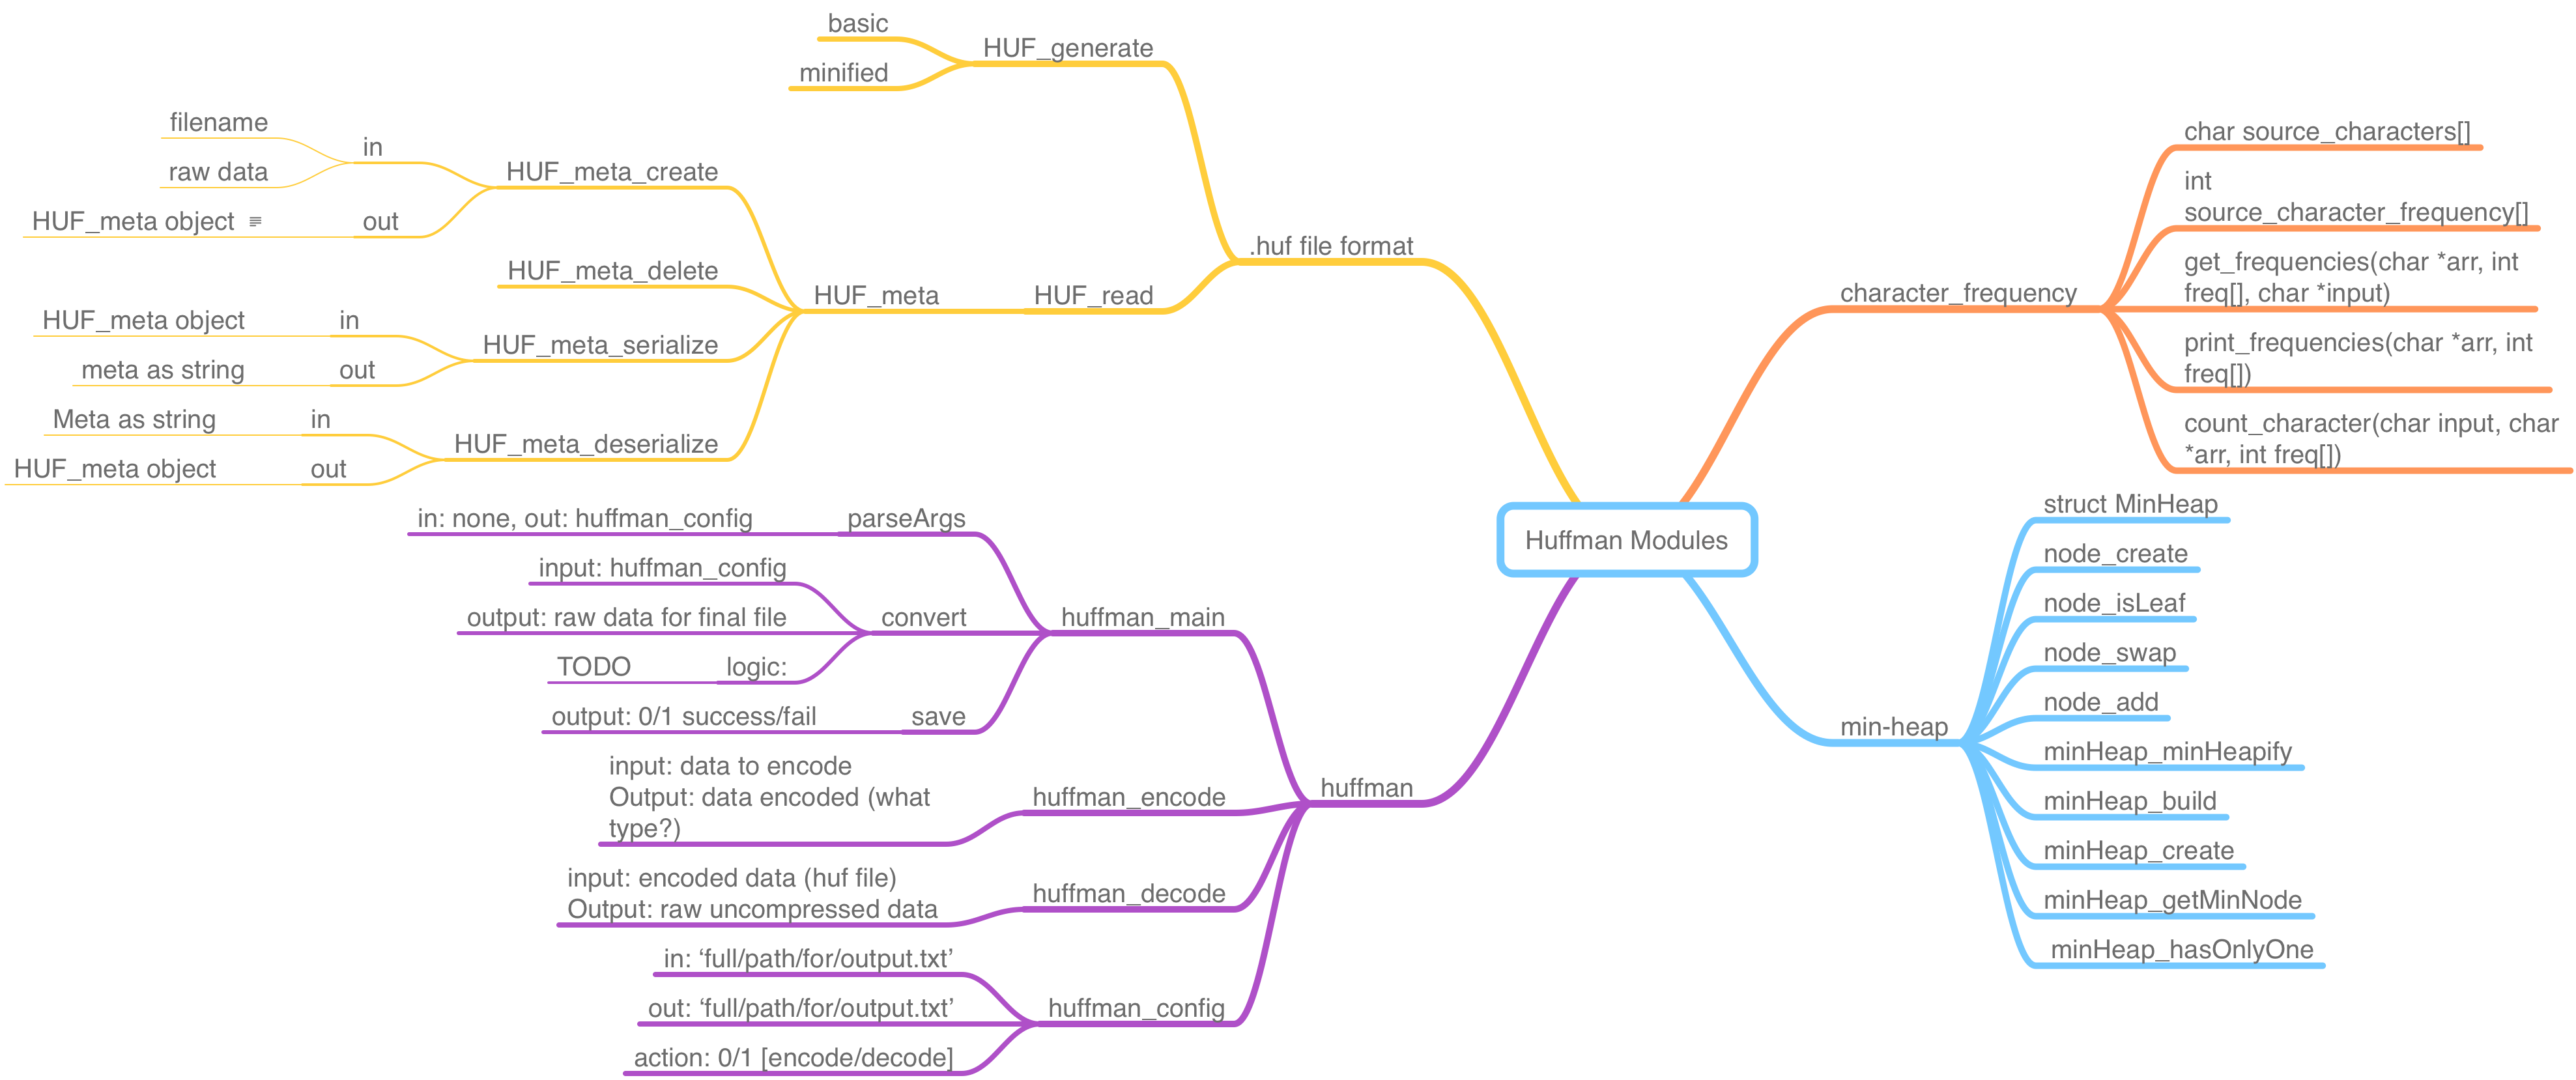 basic
HUF_generate
minified
filename
in
raw data
HUF_meta_create
HUF_meta object
out
.huf file format
HUF_meta_delete
HUF_meta
HUF_read
HUF_meta object
in
HUF_meta_serialize
meta as string
out
Meta as string
in
HUF_meta_deserialize
HUF_meta object
out
Huffman Modules
in: none, out: huffman_config
parseArgs
input: huffman_config
output: raw data for final file
convert
huffman_main
TODO
logic:
output: 0/1 success/fail
save
input: data to encode
Output: data encoded (what
type?)
huffman_encode
huffman
input: encoded data (huf file)
Output: raw uncompressed data
huffman_decode
in: ‘full/path/for/output.txt’
out: ‘full/path/for/output.txt’
huffman_config
action: 0/1 [encode/decode]
char source_characters[]
int
source_character_frequency[]
get_frequencies(char *arr, int
freq[], char *input)
character_frequency
print_frequencies(char *arr, int
freq[])
count_character(char input, char
*arr, int freq[])
struct MinHeap
node_create
node_isLeaf
node_swap
node_add
min-heap
minHeap_minHeapify
minHeap_build
minHeap_create
minHeap_getMinNode
minHeap_hasOnlyOne